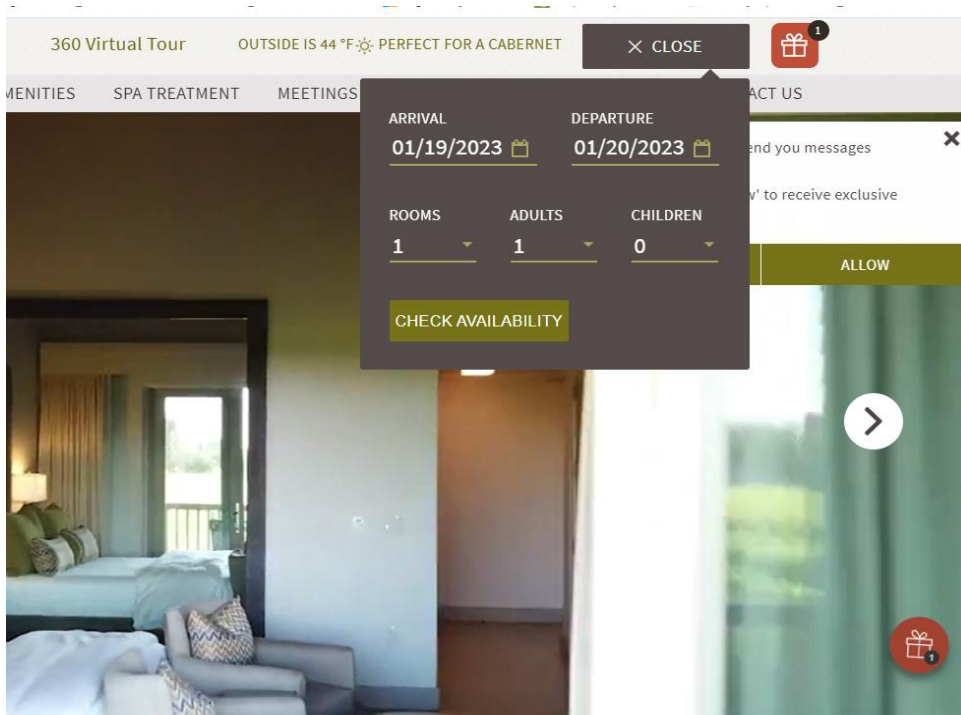 360 Virtual Tour
OUTSIDE IS 44 °F PERFECT FOR A CABERNET
CLOSE
1
MENITIES
SPA TREATMENT
MEETINGS
ACT US
ARRIVAL
DEPARTURE
01/19/2023
01/20/2023
end you messages
w' to receive exclusive
ROOMS
ADULTS
CHILDREN
1
1
0
ALLOW
CHECK AVAILABILITY
1